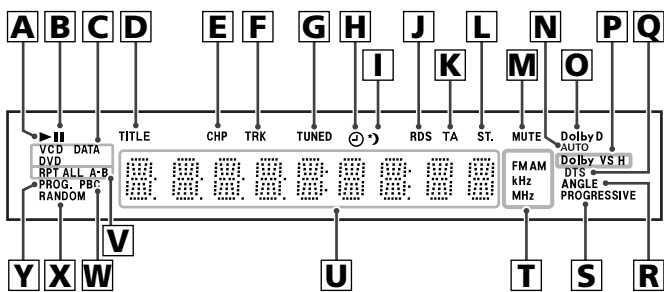 A B C D E F G H I J K L M N O P Q
TITLE CHP TRK TUNED RDS TA ST. MUTE Dolby D
AUTO
VCD DATA
Dolby VS H
DVD
FM AM
DTS
RPT ALL A-B
kHz
ANGLE
PROG. PBC
MHz
PROGRESSIVE
RANDOM
Y X W V U T S R